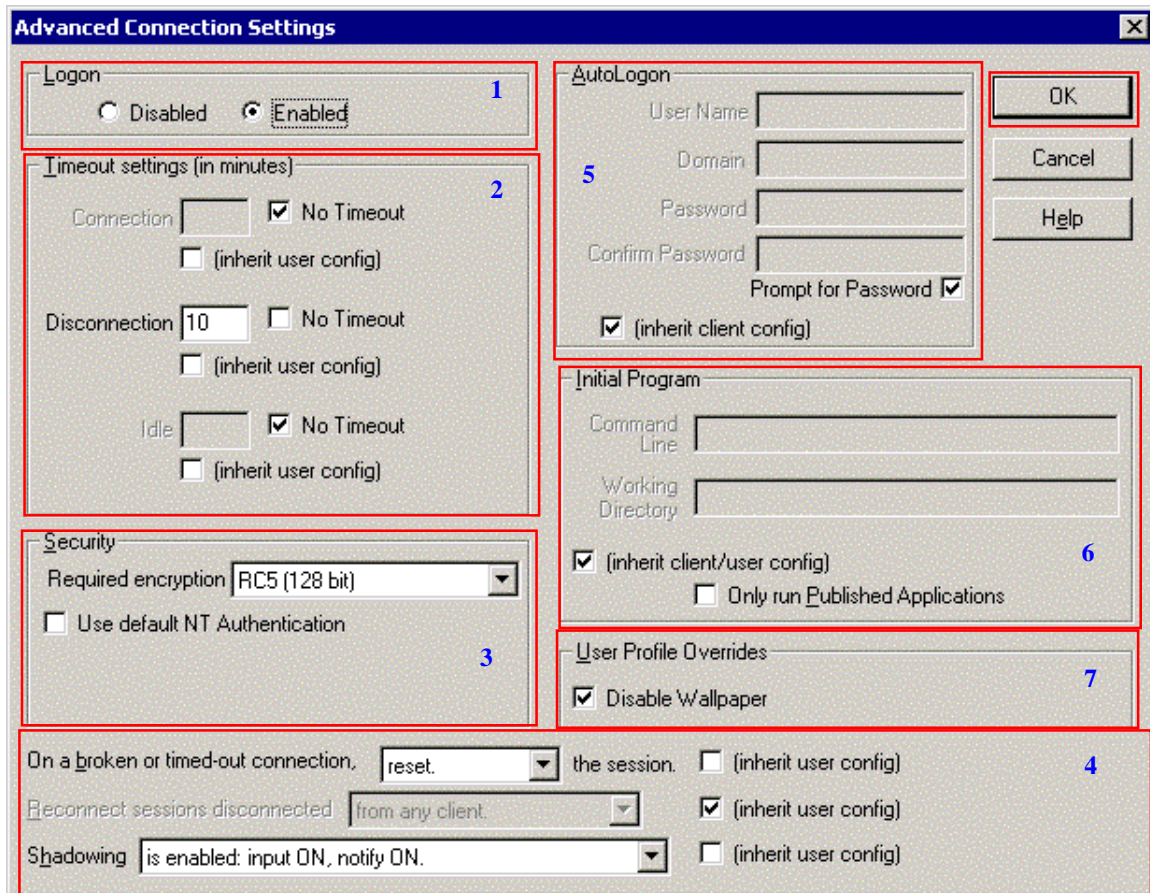 Advanced Connection Settings
Logon
1
Disabled
Enabled
Timeout settings (in minutes)
2
Connection
No Timeout
(inherit user config)
Disconnection
10
No Timeout
(inherit user config)
Idle
No Timeout
(inherit user config)
Security
Required encryption
RC5 (128 bit)
Use default NT Authentication
3
AutoLogon
User Name
5
Domain
Password
Confirm Password
Prompt for Password
(inherit client config)
OK
Cancel
Help
Initial Program
Command Line
Working Directory
6
(inherit client/user config)
Only run Published Applications
User Profile Overrides
7
Disable Wallpaper
On a broken or timed-out connection, reset. the session. (inherit user config)
4
Reconnect sessions disconnected from any client. (inherit user config)
Shadowing is enabled: input ON, notify ON. (inherit user config)